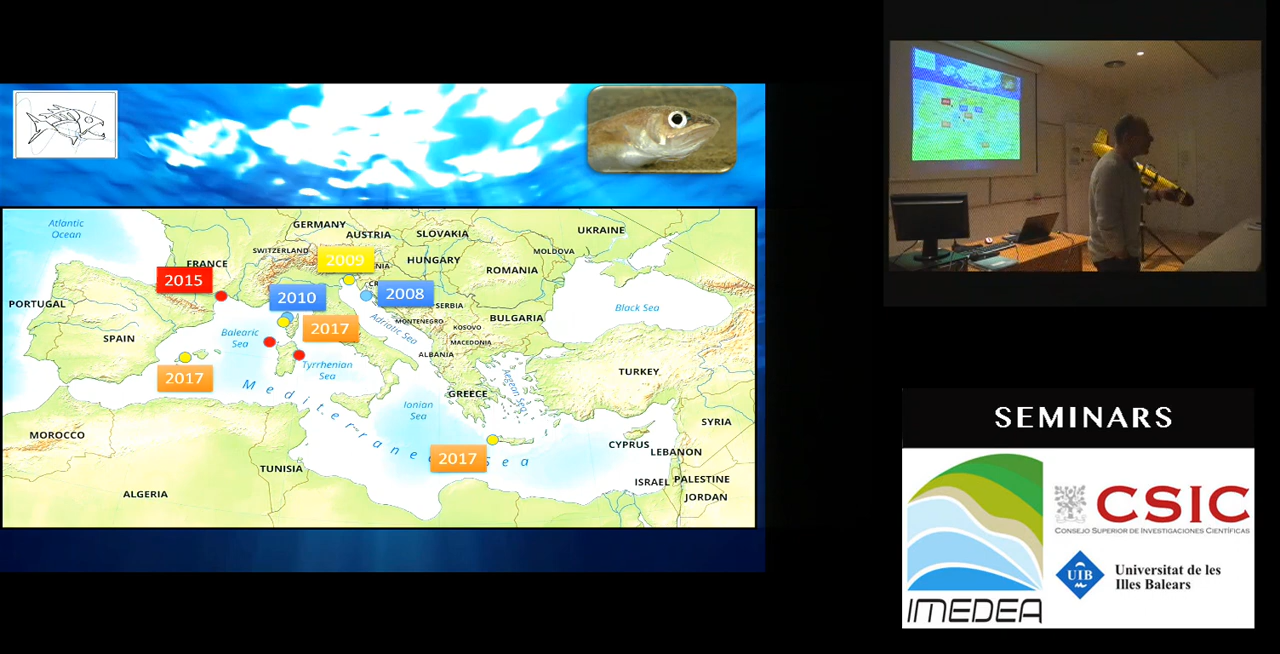 Atlantic
Ocean
GERMANY
AUSTRIA
SLOVAKIA
UKRAINE
SWITZERLAND
MOLDOVA
FRANCE
2009
HUNGARY
ROMANIA
2015
2010
2008
SERBIA
PORTUGAL
SPAIN
Balearic
Sea
2017
Adriatic Sea
MONTENEGRO
KOSOVO
MACEDONIA
ALBANIA
BULGARIA
Black Sea
2017
Tyrrhenian
Sea
TURKEY
Mediterranean Sea
Ionian
Sea
GREECE
Aegean Sea
SYRIA
MOROCCO
2017
CYPRUS
LEBANON
TUNISIA
ALGERIA
ISRAEL
PALESTINE
JORDAN
SEMINARS
CSIC
CONSEJO SUPERIOR DE INVESTIGACIONES CIENTÍFICAS
UIB
Universitat de les
Illes Balears
IMEDEA